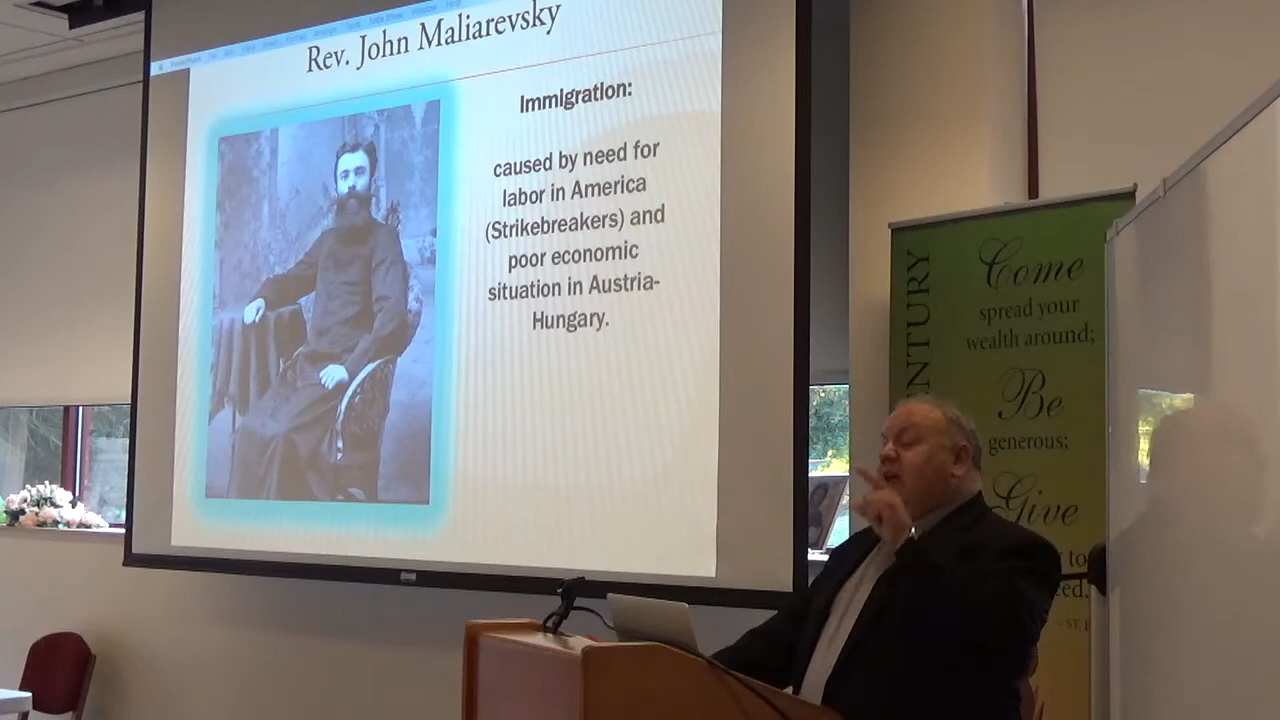 Rev. John Maliarevsky
Immigration:
caused by need for
labor in America
(Strikebreakers) and
poor economic
situation in Austria-
Hungary.
NTURY
Come
spread your
wealth around;
Be
generous;
Give
to